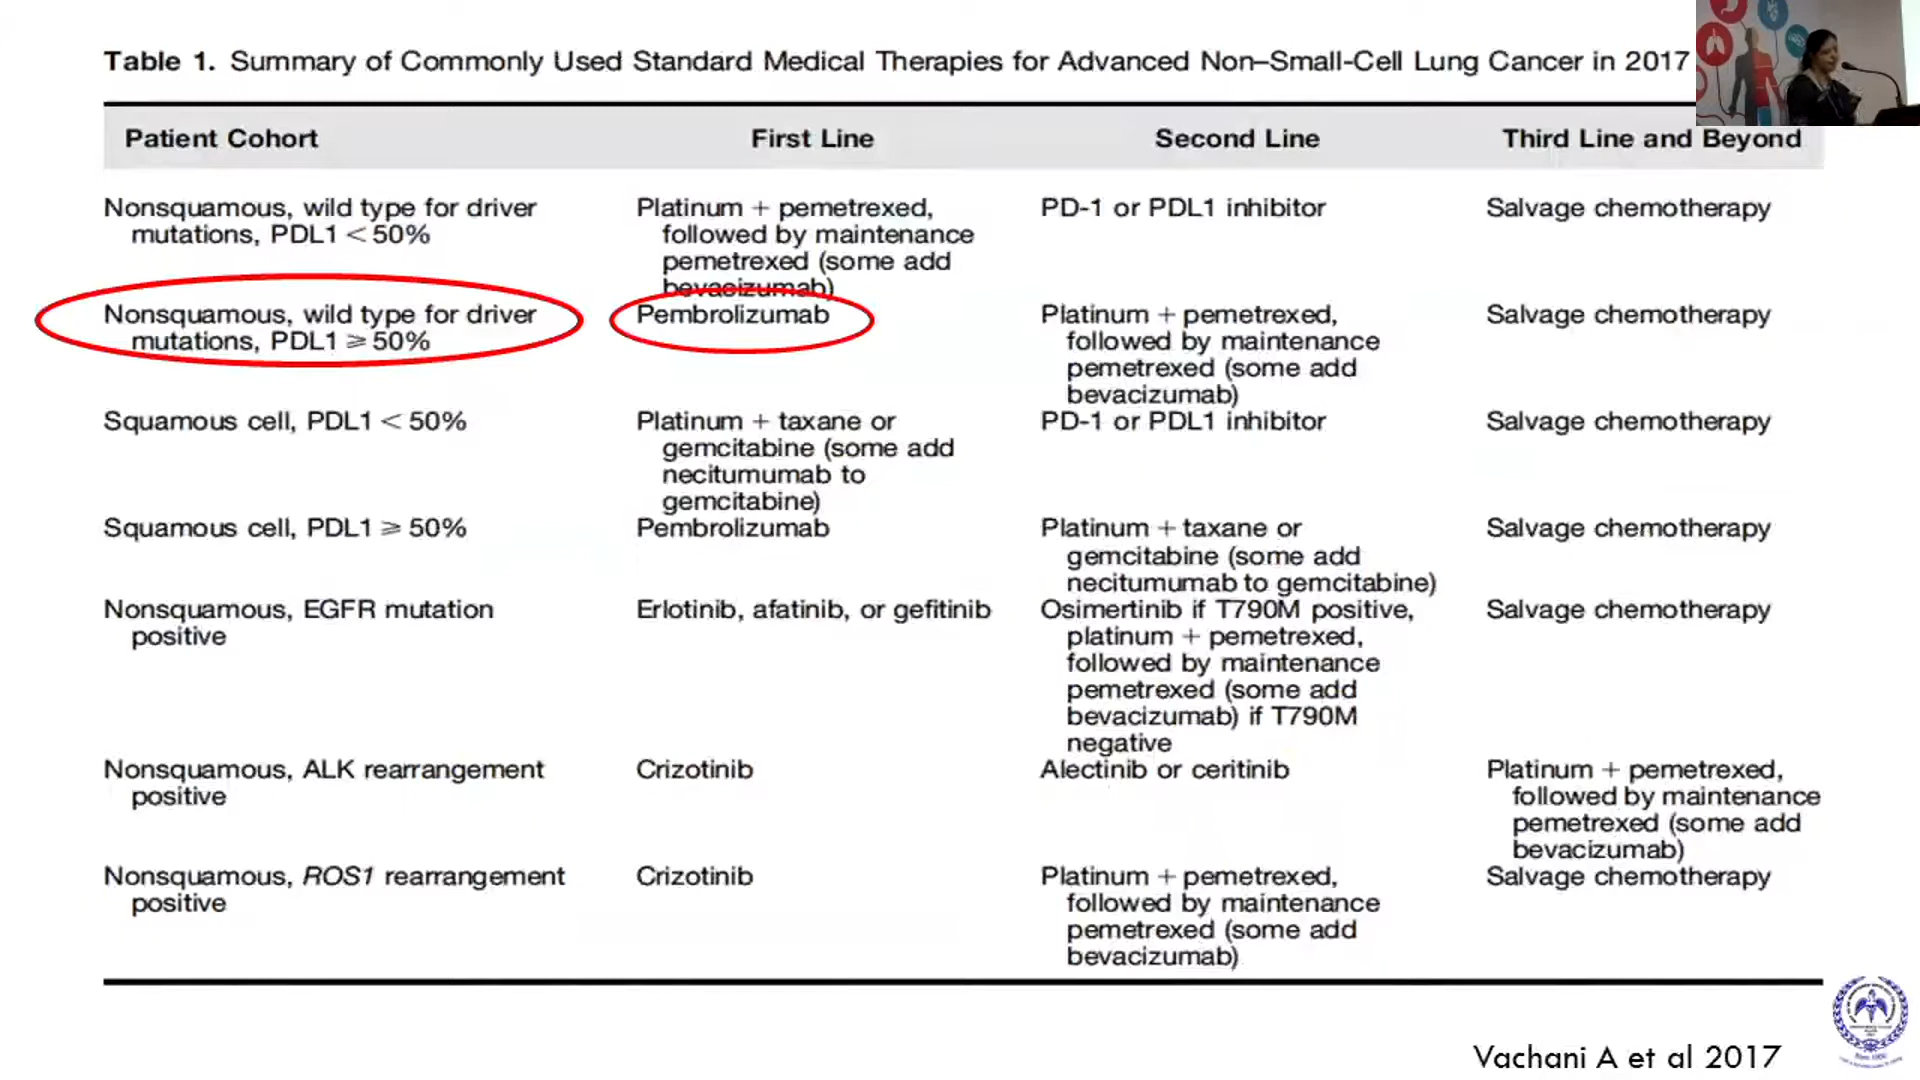 Table 1. Summary of Commonly Used Standard Medical Therapies for Advanced Non–Small-Cell Lung Cancer in 2017
Patient Cohort First Line Second Line Third Line and Beyond
Nonsquamous, wild type for driver
mutations, PDL1 < 50%
Platinum + pemetrexed,
followed by maintenance
pemetrexed (some add
bevacizumab)
PD-1 or PDL1 inhibitor
Salvage chemotherapy
Nonsquamous, wild type for driver
mutations, PDL1 ⩾ 50%
Pembrolizumab
Platinum + pemetrexed,
followed by maintenance
pemetrexed (some add
bevacizumab)
Salvage chemotherapy
Squamous cell, PDL1 < 50%
Platinum + taxane or
gemcitabine (some add
necitumumab to
gemcitabine)
PD-1 or PDL1 inhibitor
Salvage chemotherapy
Squamous cell, PDL1 ⩾ 50%
Pembrolizumab
Platinum + taxane or
gemcitabine (some add
necitumumab to gemcitabine)
Salvage chemotherapy
Nonsquamous, EGFR mutation
positive
Erlotinib, afatinib, or gefitinib
Osimertinib if T790M positive,
platinum + pemetrexed,
followed by maintenance
pemetrexed (some add
bevacizumab) if T790M
negative
Salvage chemotherapy
Nonsquamous, ALK rearrangement
positive
Crizotinib
Alectinib or ceritinib
Platinum + pemetrexed,
followed by maintenance
pemetrexed (some add
bevacizumab)
Nonsquamous, ROS1 rearrangement
positive
Crizotinib
Platinum + pemetrexed,
followed by maintenance
pemetrexed (some add
bevacizumab)
Salvage chemotherapy
Vachani A et al 2017